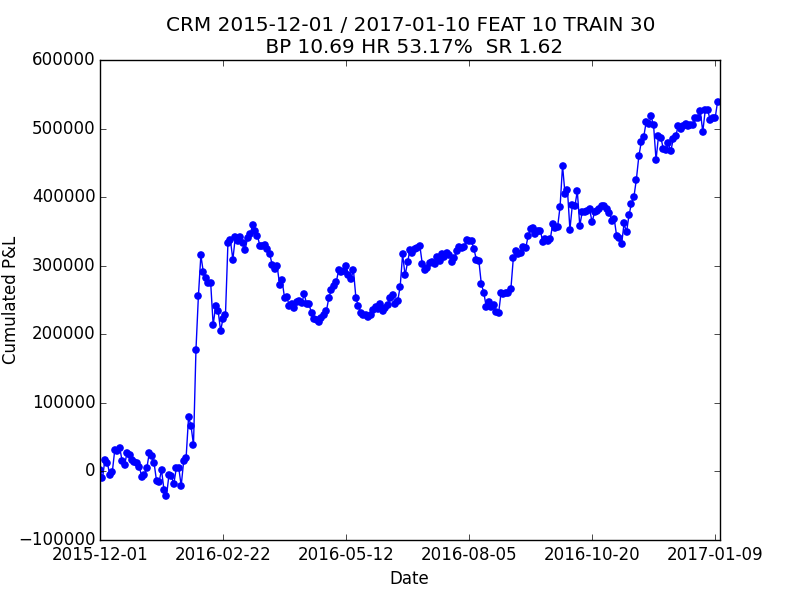 CRM 2015-12-01 / 2017-01-10 FEAT 10 TRAIN 30
BP 10.69 HR 53.17%  SR 1.62
600000
500000
400000
300000
200000
100000
0
−100000
Cumulated P&L
2015-12-01 2016-02-22 2016-05-12 2016-08-05 2016-10-20 2017-01-09
Date